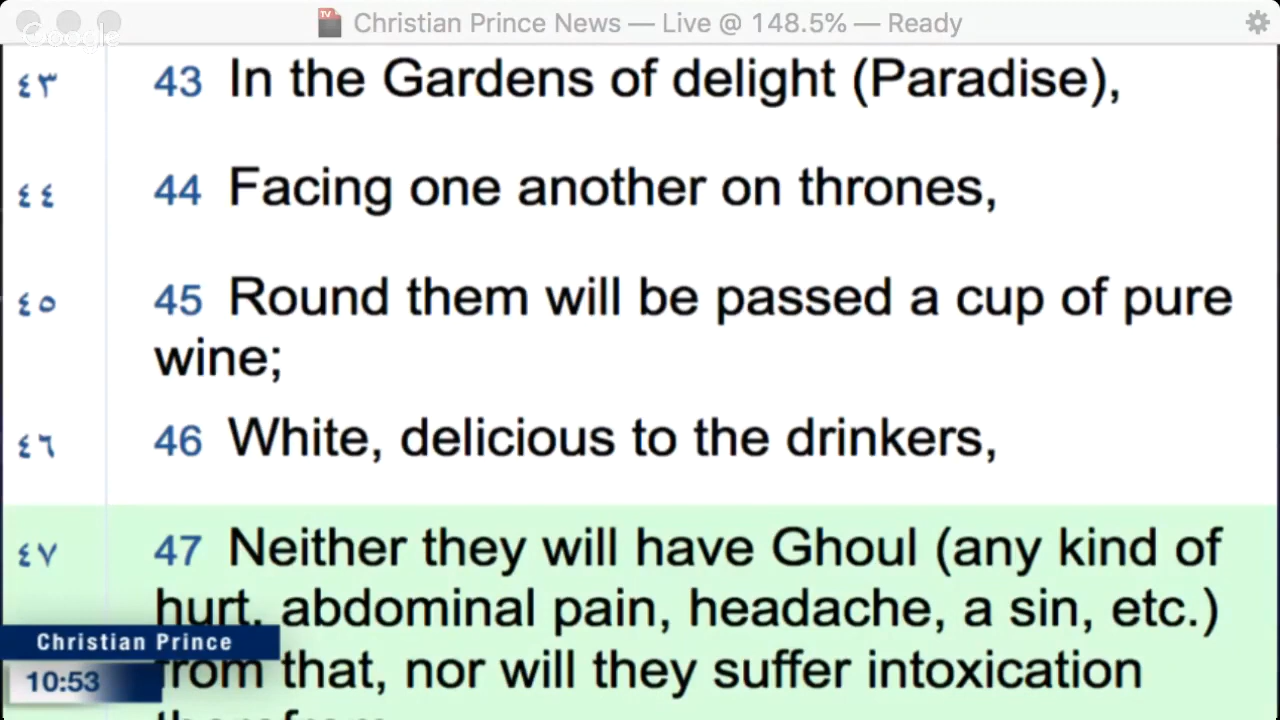 Christian Prince News — Live @ 148.5% — Ready
TV
Google
٤٣ 43 In the Gardens of delight (Paradise),
٤٤ 44 Facing one another on thrones,
٤٥ 45 Round them will be passed a cup of pure
wine;
٤٦ 46 White, delicious to the drinkers,
٤٧ 47 Neither they will have Ghoul (any kind of
hurt, abdominal pain, headache, a sin, etc.)
from that, nor will they suffer intoxication
Christian Prince
10:53